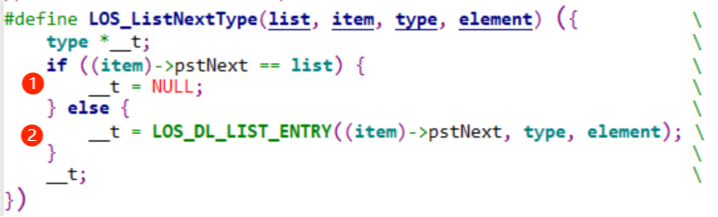 #define LOS_ListNextType(list, item, type, element) ({ \
    type *__t; \
    if ((item)->pstNext == list) { \
1        __t = NULL; \
    } else { \
2        __t = LOS_DL_LIST_ENTRY((item)->pstNext, type, element); \
    } \
    __t; \
})